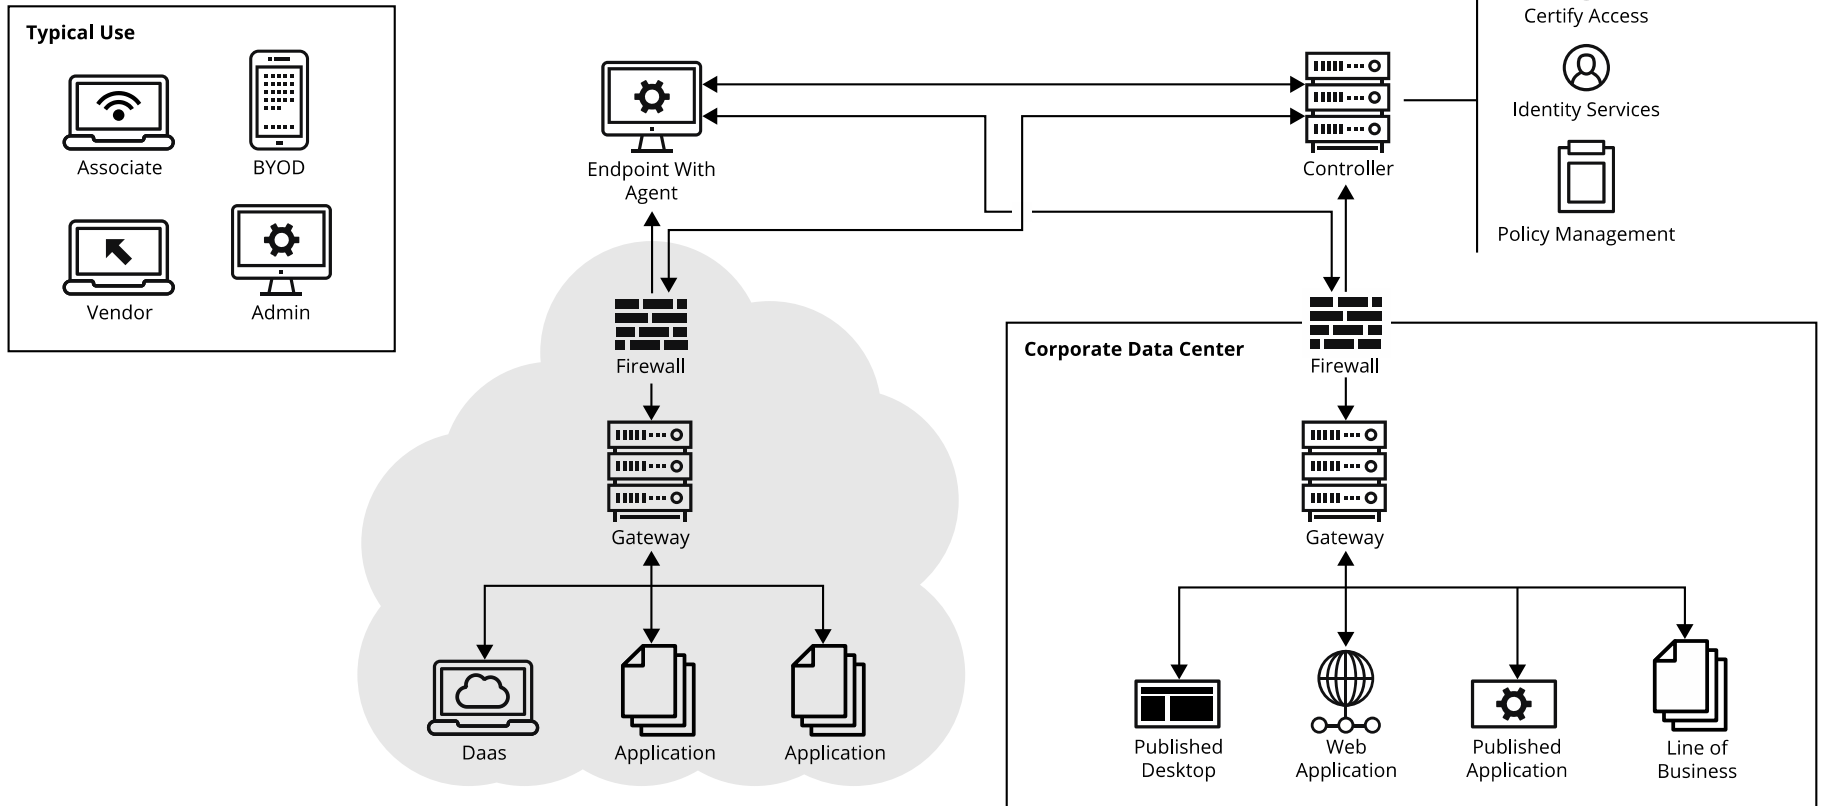 Typical Use
Associate
BYOD
Vendor
Admin
Endpoint With
Agent
Controller
Certify Access
Identity Services
Policy Management
Firewall
Gateway
Daas
Application
Application
Corporate Data Center
Firewall
Gateway
Published
Desktop
Web
Application
Published
Application
Line of
Business